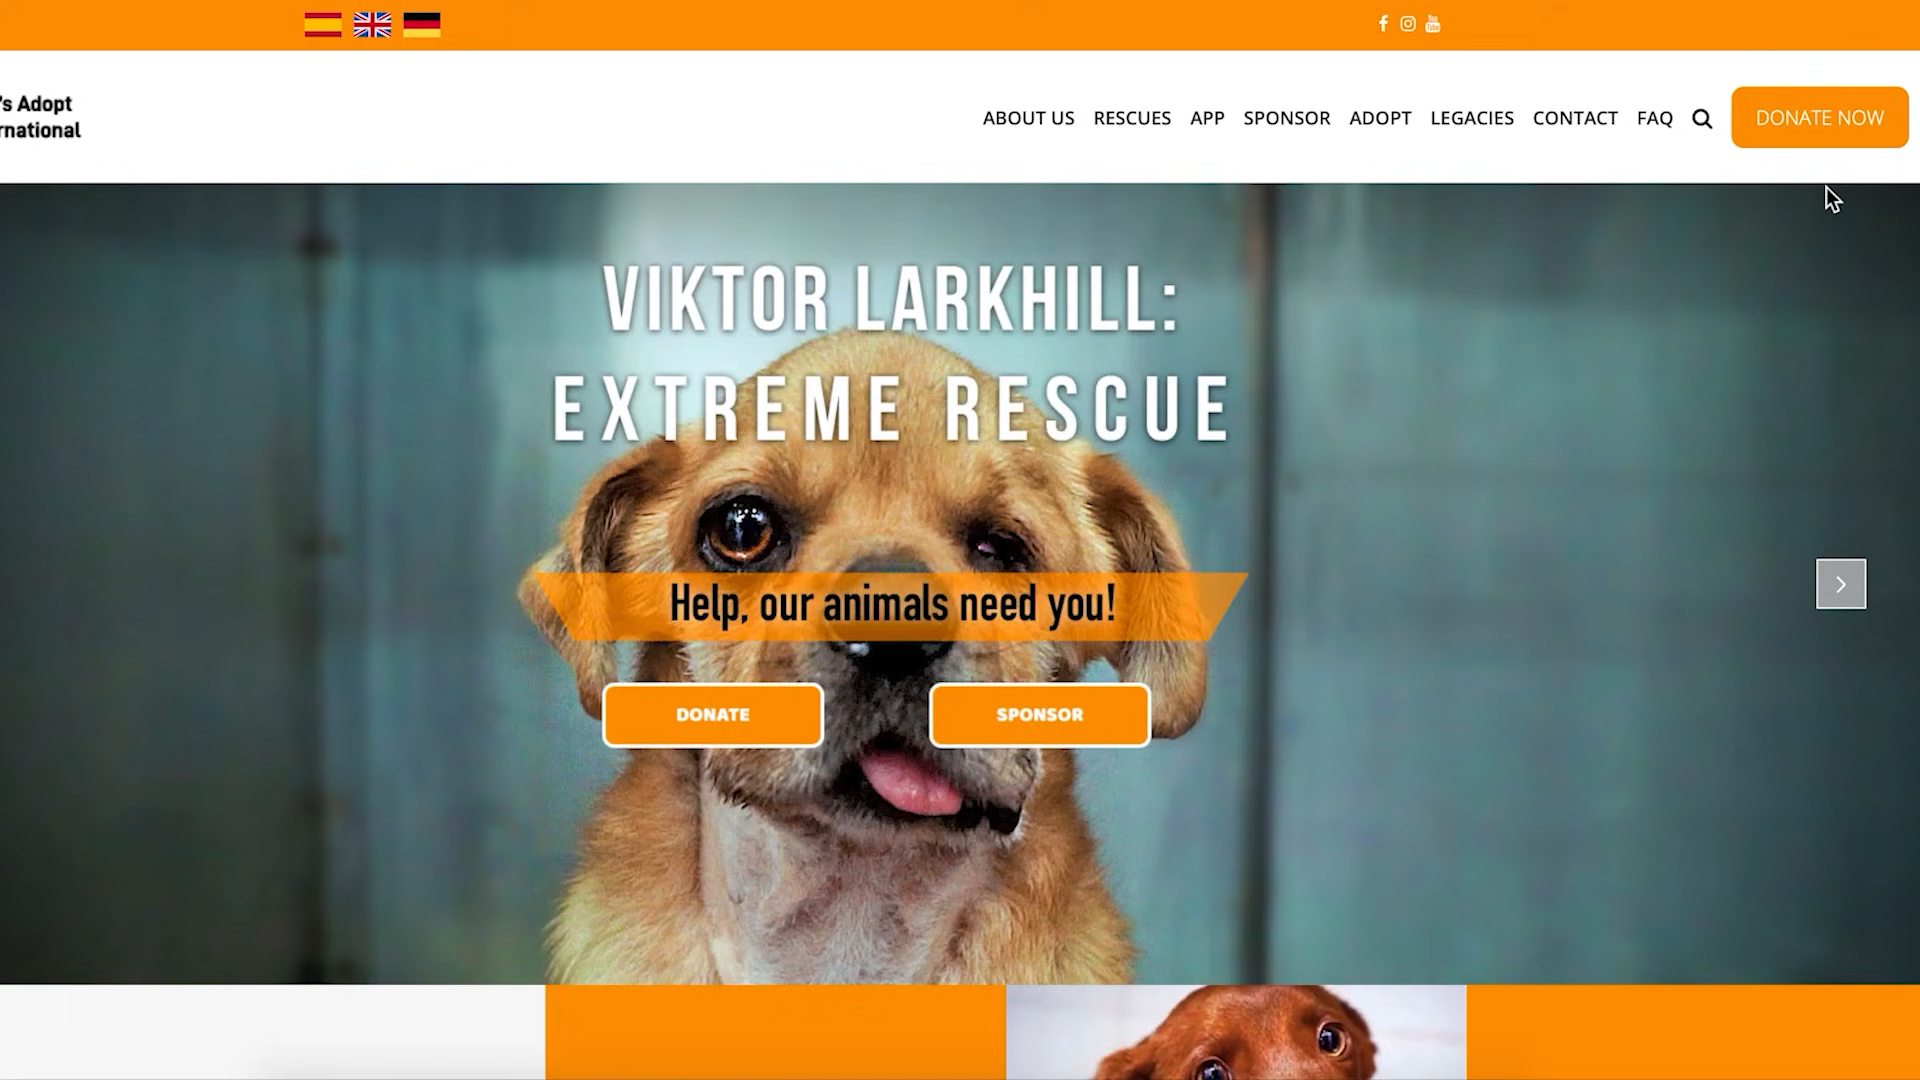 's Adopt
rnational
ABOUT US RESCUES APP SPONSOR ADOPT LEGACIES CONTACT FAQ DONATE NOW
VIKTOR LARKHILL:
EXTREME RESCUE
Help, our animals need you!
DONATE SPONSOR